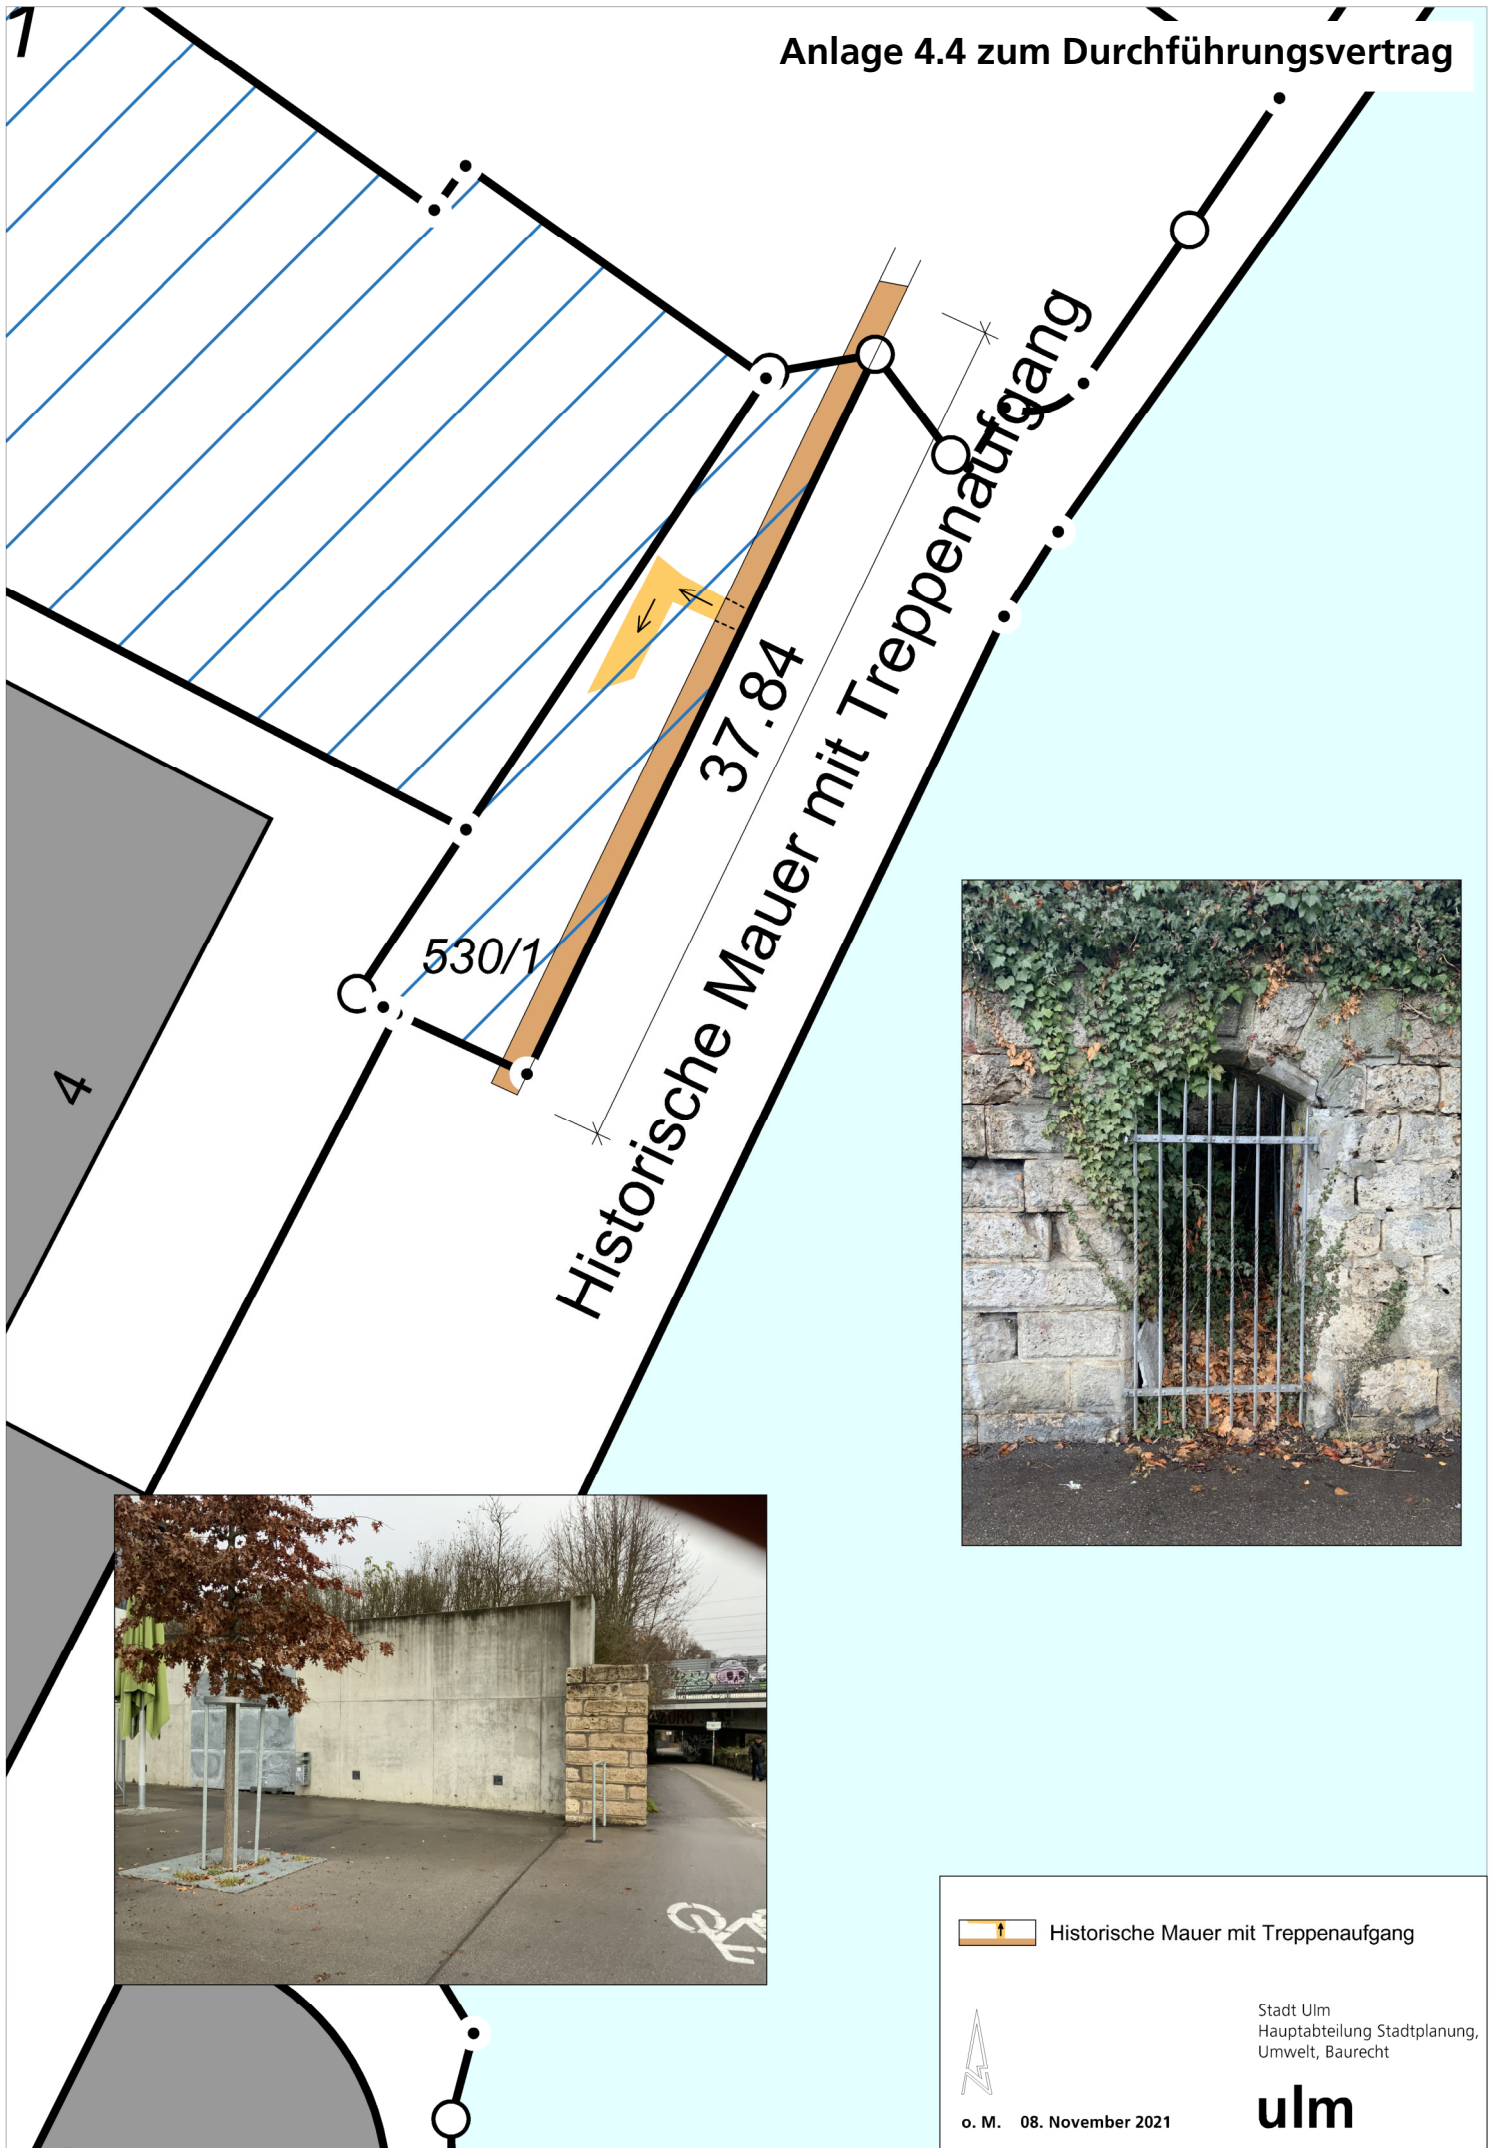 1
Anlage 4.4 zum Durchführungsvertrag
37.84
Historische Mauer mit Treppenaufgang
530/1
4
Historische Mauer mit Treppenaufgang
Stadt Ulm
Hauptabteilung Stadtplanung,
Umwelt, Baurecht
o. M. 08. November 2021
ulm